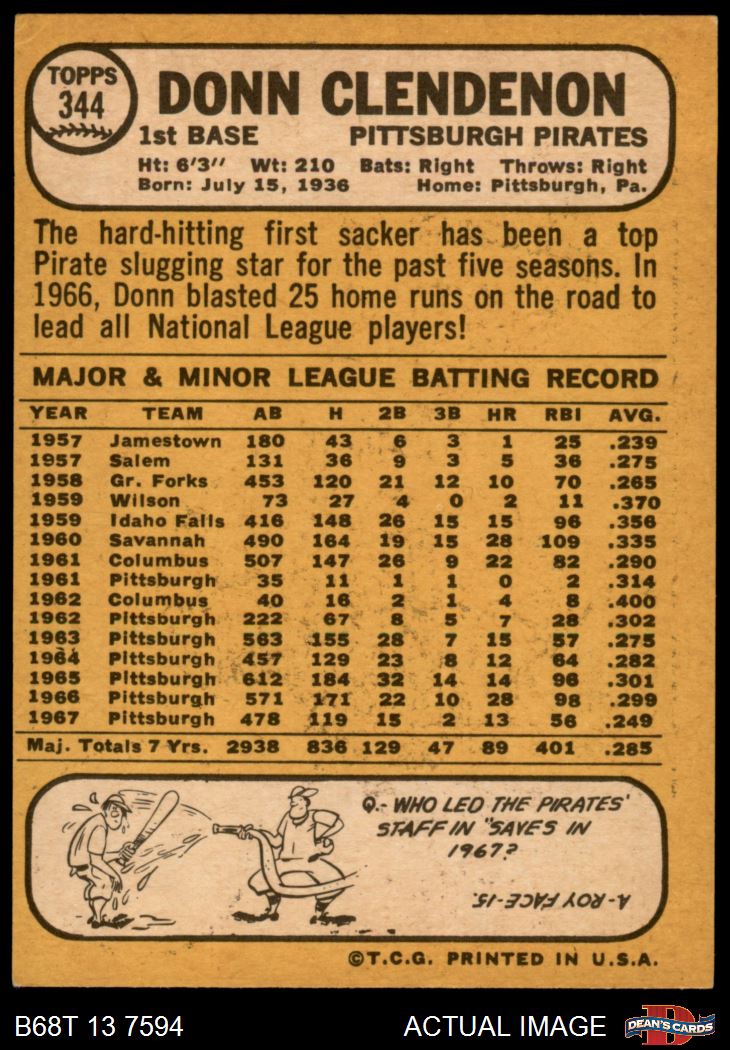 TOPPS
344
DONN CLENDENON
1st BASE PITTSBURGH PIRATES
Ht: 6'3" Wt: 210 Bats: Right Throws: Right
Born: July 15, 1936 Home: Pittsburgh, Pa.
The hard-hitting first sacker has been a top
Pirate slugging star for the past five seasons. In
1966, Donn blasted 25 home runs on the road to
lead all National League players!
MAJOR & MINOR LEAGUE BATTING RECORD
YEAR TEAM AB H 2B 3B HR RBI AVG.
1957 Jamestown 180 43 6 3 1 25 .239
1957 Salem 131 36 9 3 5 36 .275
1958 Gr. Forks 453 120 21 12 10 70 .265
1959 Wilson 73 27 4 0 2 11 .370
1959 Idaho Falls 416 148 26 15 15 96 .356
1960 Savannah 490 164 19 15 28 109 .335
1961 Columbus 507 147 26 9 22 82 .290
1961 Pittsburgh 35 11 1 1 0 2 .314
1962 Columbus 40 16 2 1 4 8 .400
1962 Pittsburgh 222 67 8 5 7 28 .302
1963 Pittsburgh 563 155 28 7 15 57 .275
1964 Pittsburgh 457 129 23 8 12 64 .282
1965 Pittsburgh 612 184 32 14 14 96 .301
1966 Pittsburgh 571 171 22 10 28 98 .299
1967 Pittsburgh 478 119 15 2 13 56 .249
Maj. Totals 7 Yrs. 2938 836 129 47 89 401 .285
Q.- WHO LED THE PIRATES'
STAFF IN "SAVES IN
1967?
A-ROY FACE-15.
©T.C.G. PRINTED IN U.S.A.
B68T 13 7594 ACTUAL IMAGE
D
DEAN'S CARDS